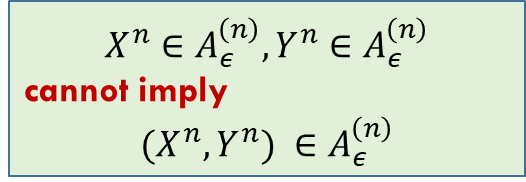 Xⁿ ∈ A_ϵ^(n), Yⁿ ∈ A_ϵ^(n)
cannot imply
(Xⁿ, Yⁿ) ∈ A_ϵ^(n)